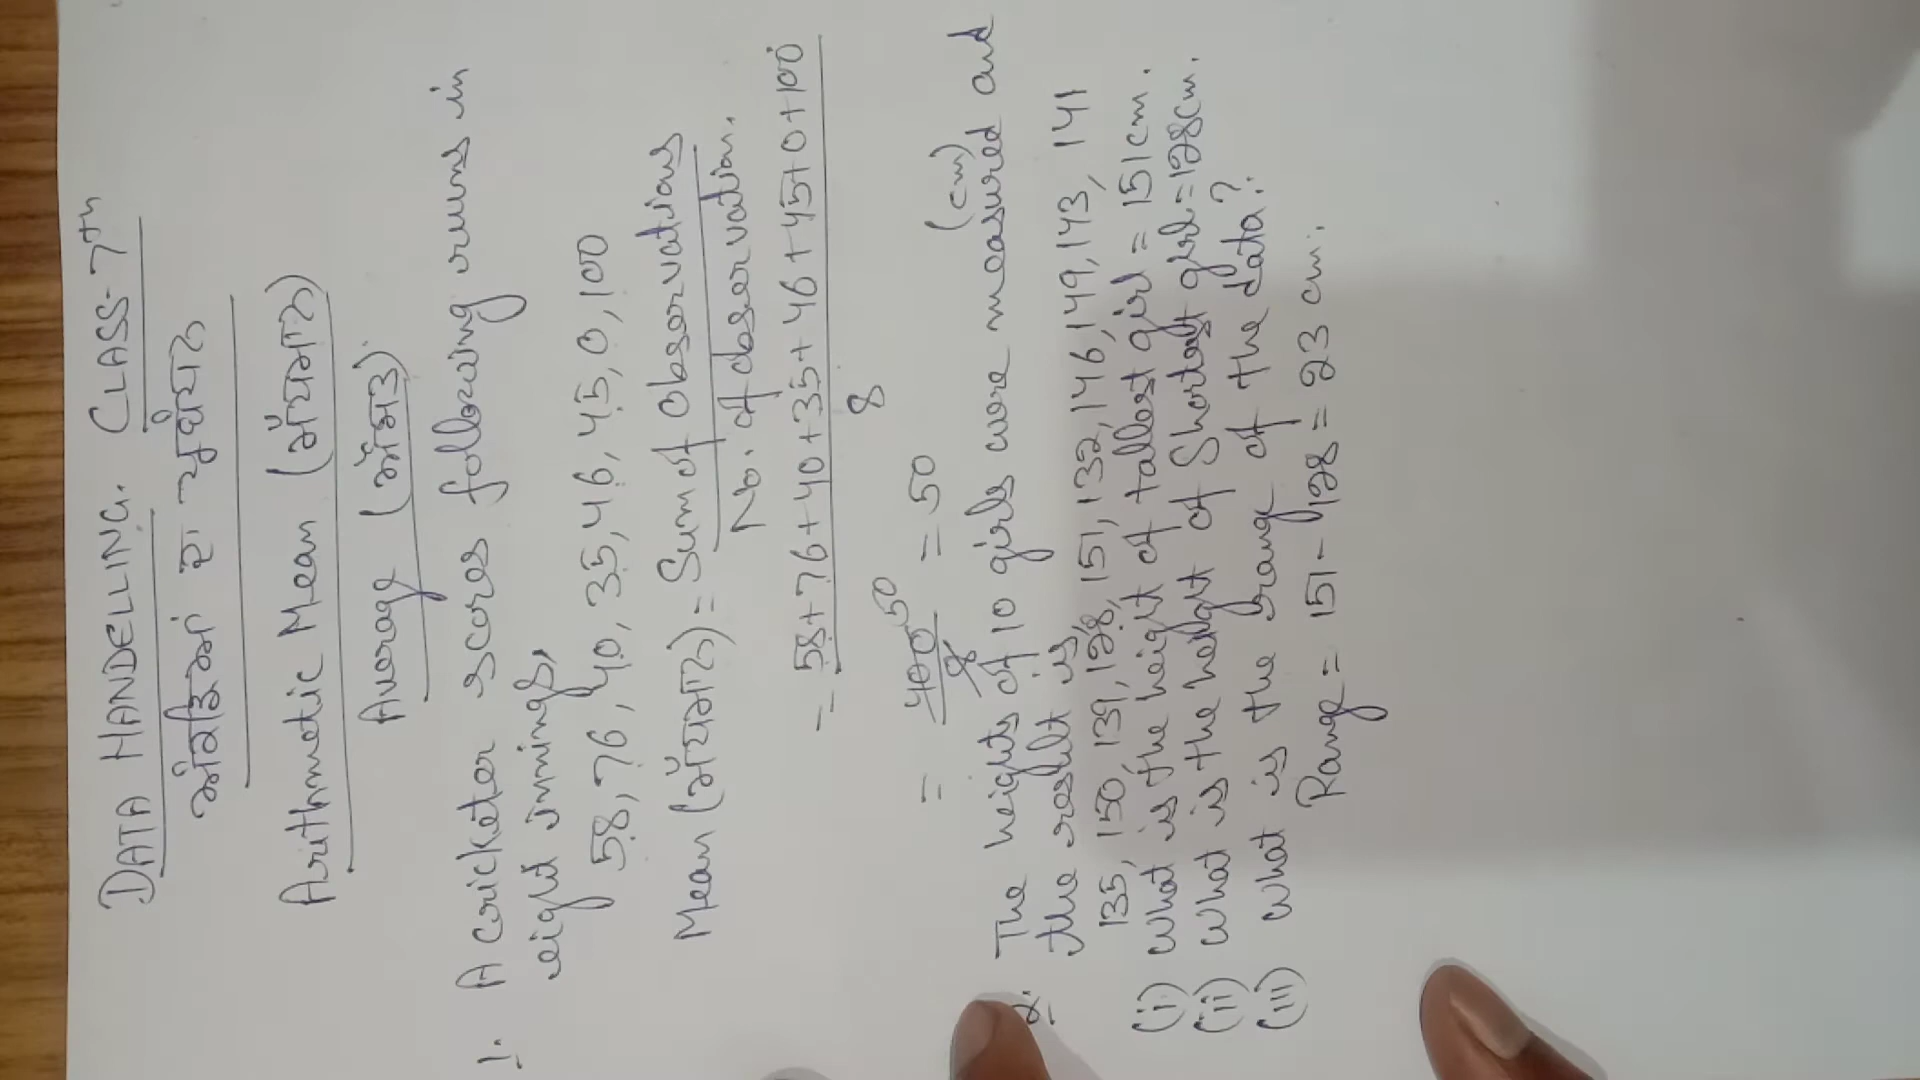 DATA HANDELLING. CLASS-7th
ਅੰਕੜਿਆਂ ਦਾ ਪ੍ਰਬੰਧਨ
Arithmetic Mean (ਮੱਧਮਾਨ)
Average (ਔਸਤ)
1. A cricketer scores following runs in
eight innings,
58, 76, 40, 35, 46, 45, 0, 100
Mean (ਮੱਧਮਾਨ) = Sum of Observations
No. of observation.
= 58+76+40+35+46+45+0+100
8
= 400 50 = 50
8
(cm)
2. The heights of 10 girls were measured and
the result is,
135, 150, 139, 128, 151, 132, 146, 149, 143, 141
(i) What is the height of tallest girl = 151cm.
(ii) What is the height of Shortest girl = 128cm.
(iii) What is the range of the data?
Range = 151 - 128 = 23 cm.